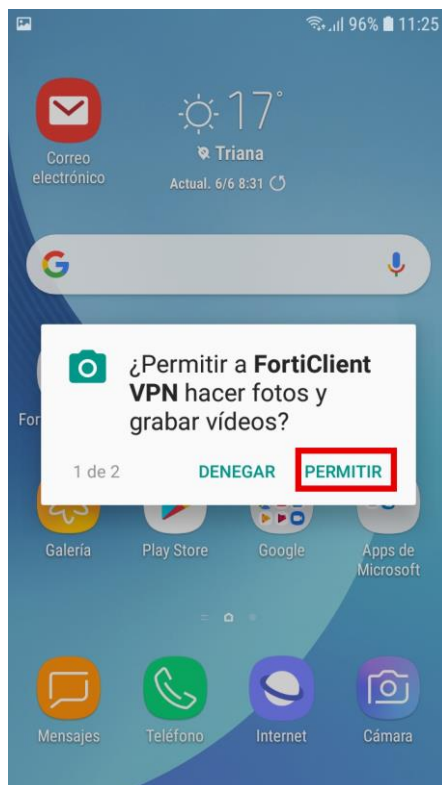 96% 11:25
17°
Triana
Actual. 6/6 8:31
Correo
electrónico
¿Permitir a FortiClient
VPN hacer fotos y
grabar vídeos?
1 de 2
DENEGAR PERMITIR
For
Galería Play Store Google Apps de
Microsoft
Mensajes Teléfono Internet Cámara